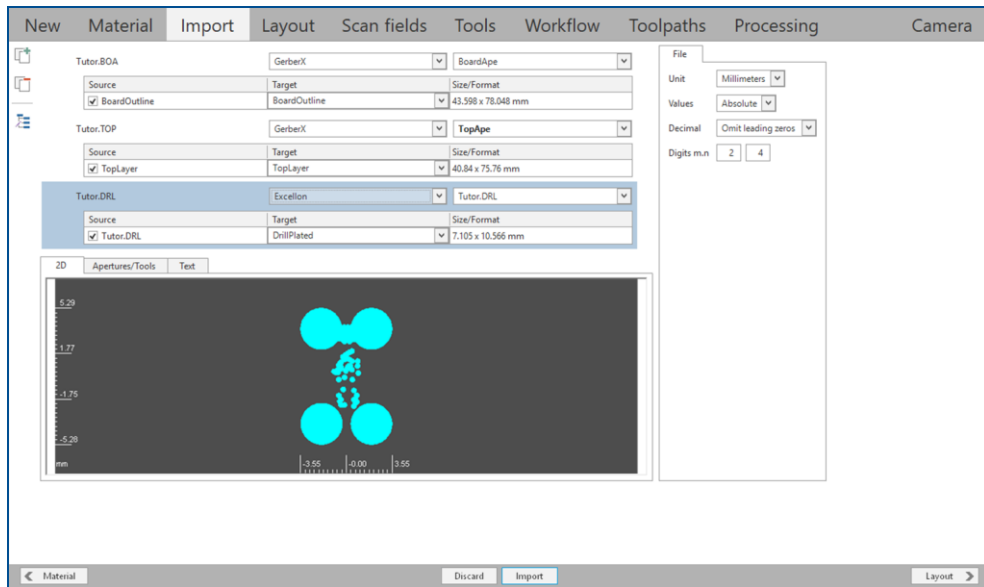 New Material Import Layout Scan fields Tools Workflow Toolpaths Processing Camera
Tutor.BOA GerberX BoardApe
Source Target Size/Format
BoardOutline BoardOutline 43.598 x 78.048 mm
Tutor.TOP GerberX TopApe
Source Target Size/Format
TopLayer TopLayer 40.84 x 75.76 mm
Tutor.DRL Excellon Tutor.DRL
Source Target Size/Format
Tutor.DRL DrillPlated 7.105 x 10.566 mm
File
Unit Millimeters
Values Absolute
Decimal Omit leading zeros
Digits m.n 2 4
2D Apertures/Tools Text
5.29
1.77
-1.75
-5.28
mm -3.55 -0.00 3.55
Material Discard Import Layout